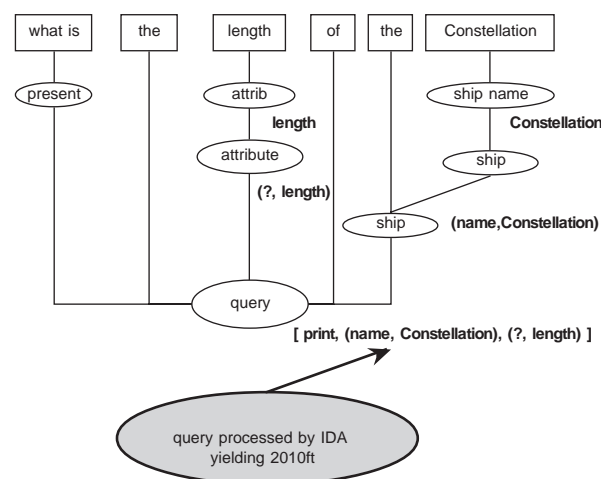 what is the length of the Constellation
present attrib ship name
length Constellation
attribute ship
(?, length)
ship (name,Constellation)
query
[ print, (name, Constellation), (?, length) ]
query processed by IDA
yielding 2010ft